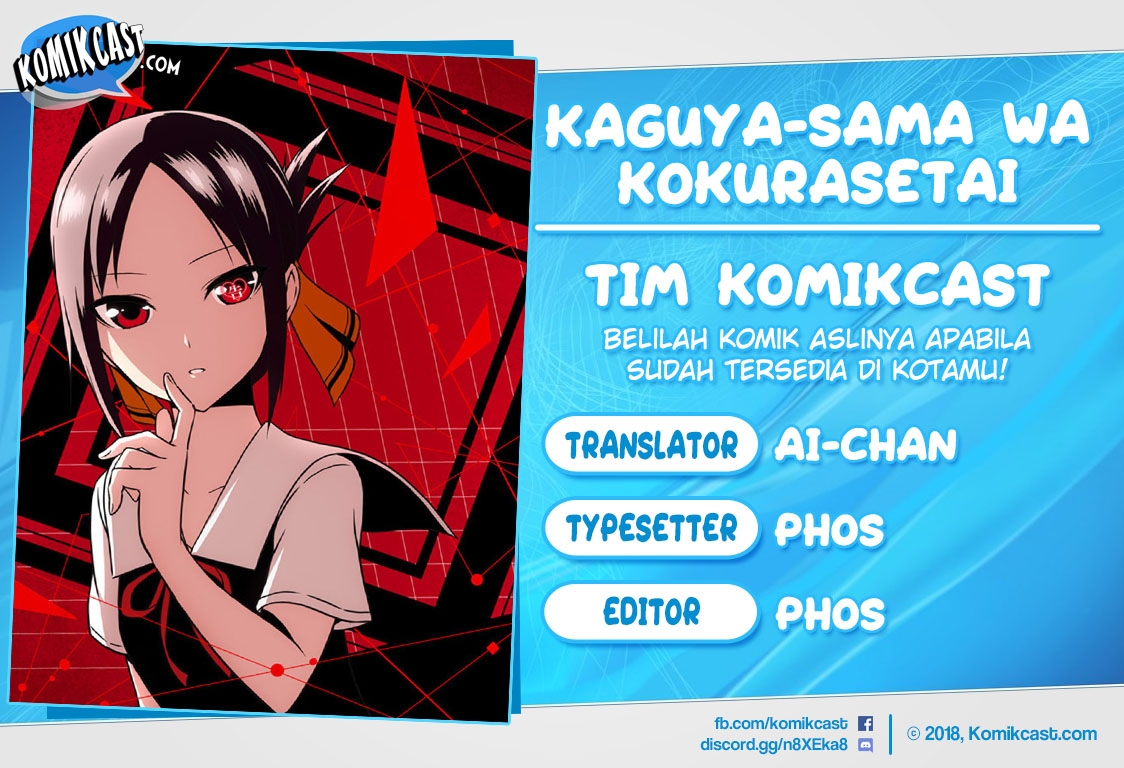 KOMIKCAST
.COM
KAGUYA-SAMA WA
KOKURASETAI
TIM KOMIKCAST
BELILAH KOMIK ASLINYA APABILA
SUDAH TERSEDIA DI KOTAMU!
TRANSLATOR AI-CHAN
TYPESETTER PHOS
EDITOR PHOS
fb.com/komikcast
discord.gg/n8XEka8
© 2018, Komikcast.com